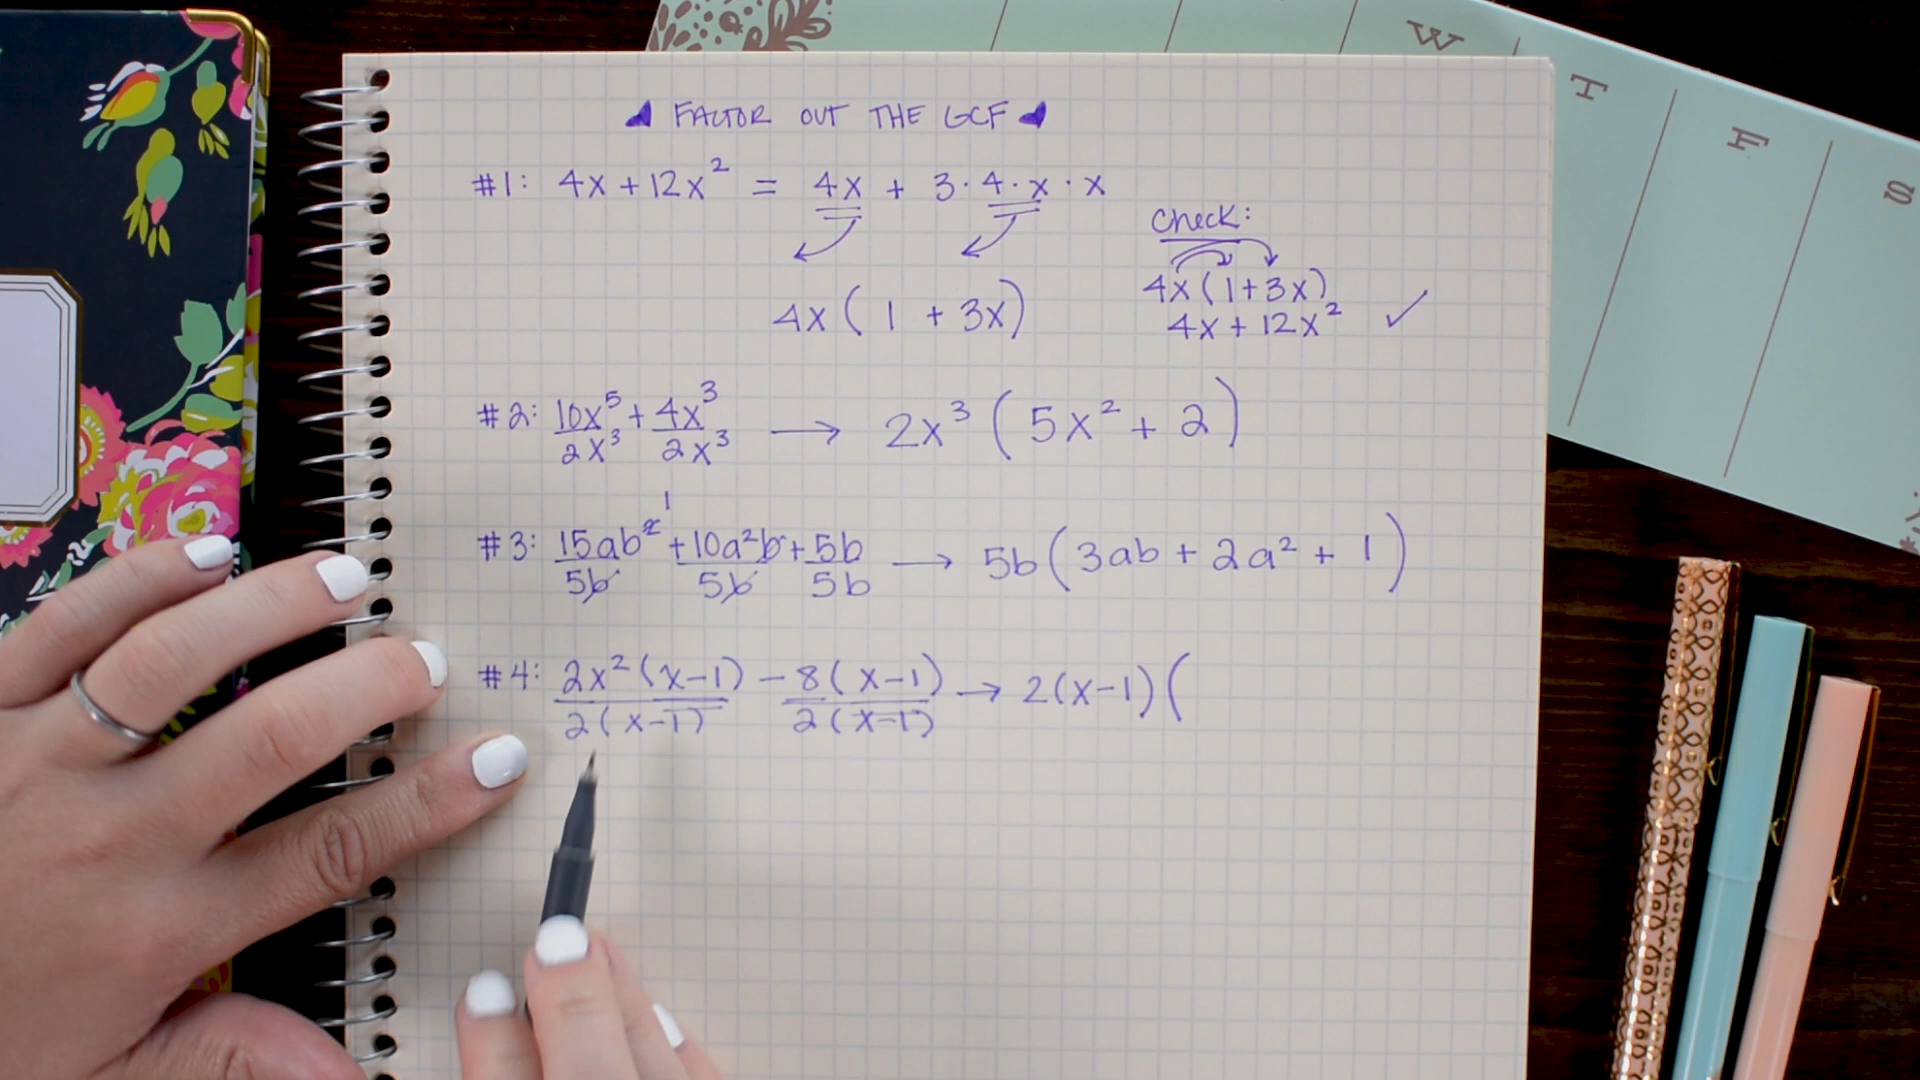 W T F S
FACTOR OUT THE GCF
#1: 4x + 12x² = 4x + 3 · 4 · x · x
Check:
4x ( 1 + 3x)
4x(1+3x)
4x + 12x² ✓
#2: 10x⁵ + 4x³ → 2x³ ( 5x² + 2 )
2x³ 2x³
1
#3: 15ab² + 10a²b + 5b → 5b ( 3ab + 2a² + 1 )
5b 5b 5b
#4: 2x² (x-1) - 8 ( x-1) → 2(x-1) (
2( x-1) 2 ( x-1)